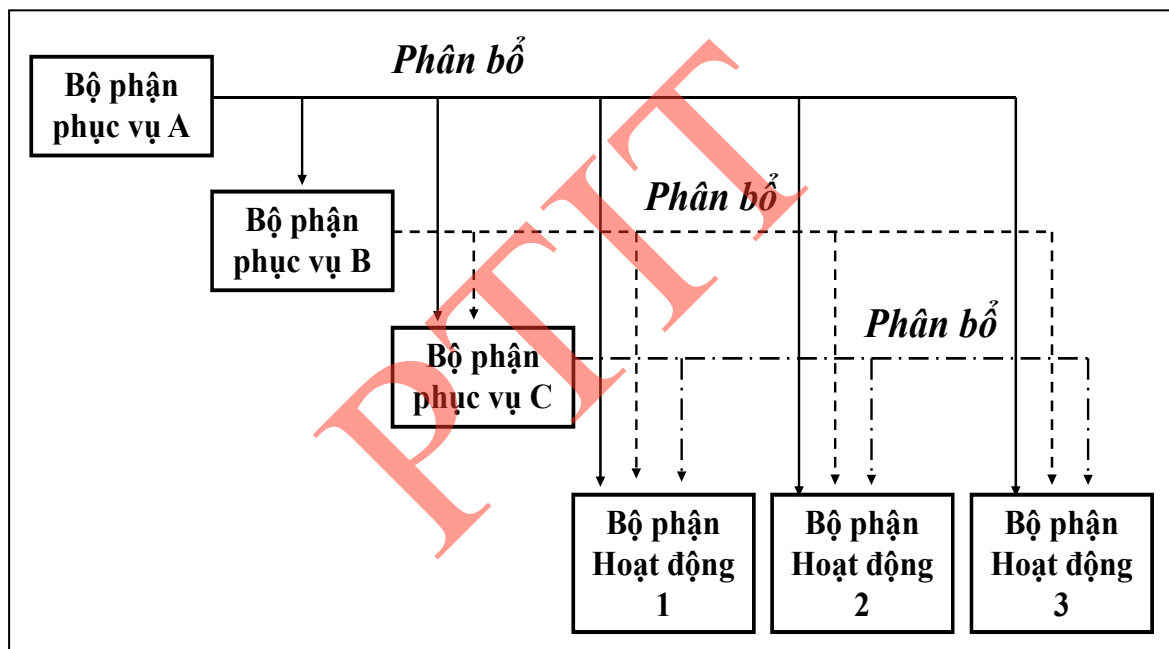 Phân bổ
Bộ phận
phục vụ A
Phân bổ
Bộ phận
phục vụ B
Phân bổ
Bộ phận
phục vụ C
Bộ phận
Hoạt động
1
Bộ phận
Hoạt động
2
Bộ phận
Hoạt động
3
PTIT